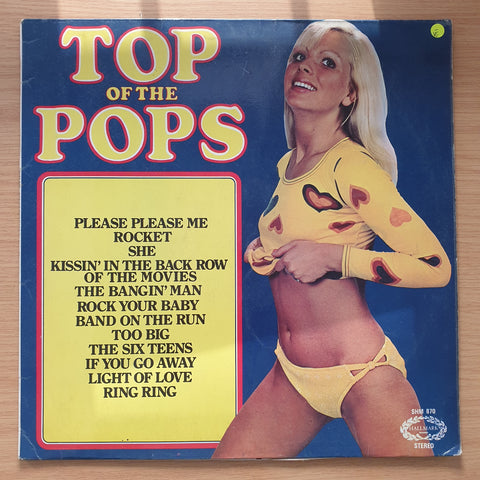 TOP
OF THE
POPS
PLEASE PLEASE ME
ROCKET
SHE
KISSIN' IN THE BACK ROW
OF THE MOVIES
THE BANGIN' MAN
ROCK YOUR BABY
BAND ON THE RUN
TOO BIG
THE SIX TEENS
IF YOU GO AWAY
LIGHT OF LOVE
RING RING
SHM 870
HALLMARK
STEREO